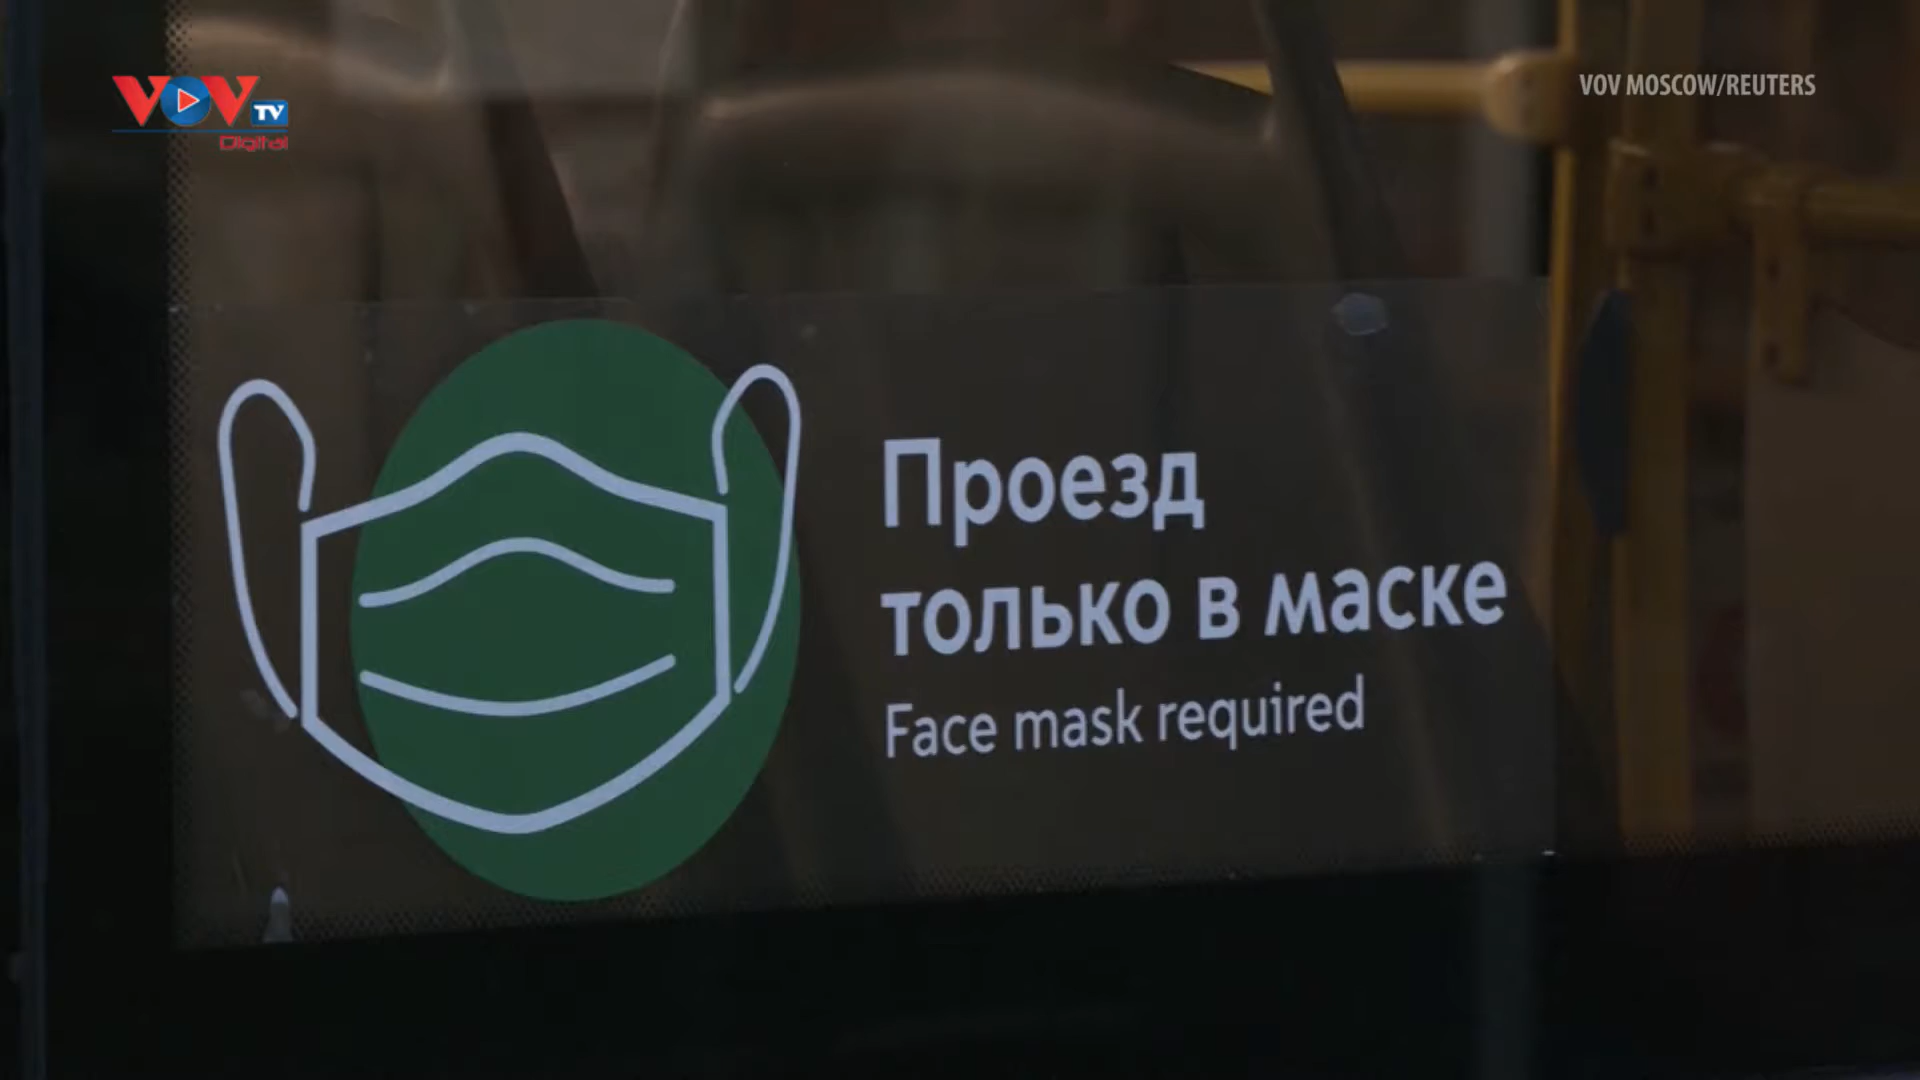 VOV TV
Digital
VOV MOSCOW/REUTERS
Проезд
только в маске
Face mask required